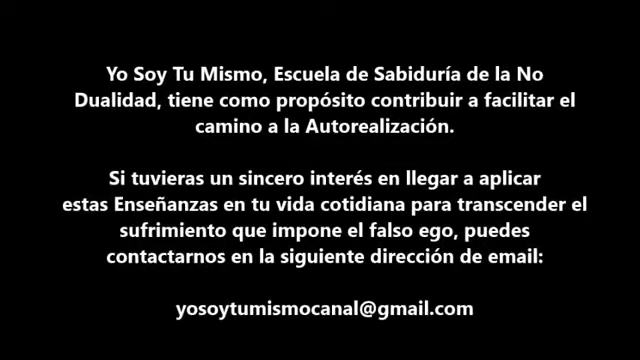 Yo Soy Tu Mismo, Escuela de Sabiduría de la No
Dualidad, tiene como propósito contribuir a facilitar el
camino a la Autorealización.
Si tuvieras un sincero interés en llegar a aplicar
estas Enseñanzas en tu vida cotidiana para transcender el
sufrimiento que impone el falso ego, puedes
contactarnos en la siguiente dirección de email:
yosoytumismocanal@gmail.com